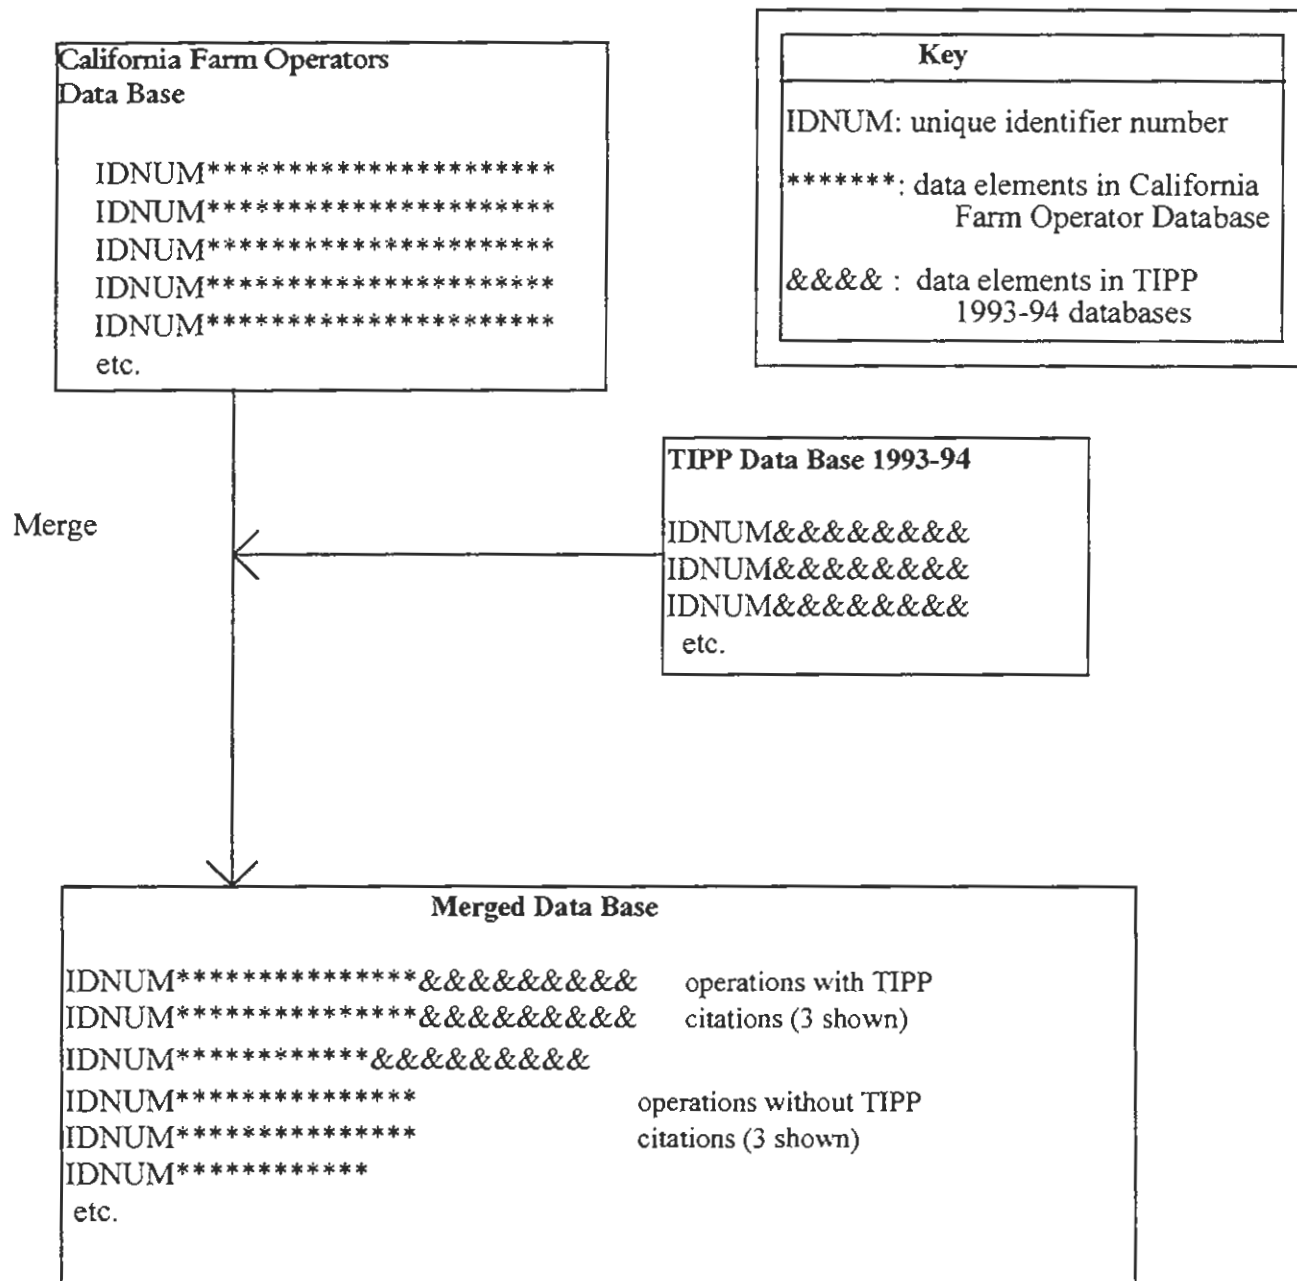 California Farm Operators
Data Base
IDNUM**********************
IDNUM**********************
IDNUM**********************
IDNUM**********************
IDNUM**********************
etc.
Key
IDNUM: unique identifier number
*******: data elements in California
Farm Operator Database
&&&& : data elements in TIPP
1993-94 databases
Merge
TIPP Data Base 1993-94
IDNUM&&&&&&&&
IDNUM&&&&&&&&
IDNUM&&&&&&&&
etc.
Merged Data Base
IDNUM***************&&&&&&&&& operations with TIPP
IDNUM***************&&&&&&&&& citations (3 shown)
IDNUM************&&&&&&&&&
IDNUM*************** operations without TIPP
IDNUM*************** citations (3 shown)
IDNUM************
etc.